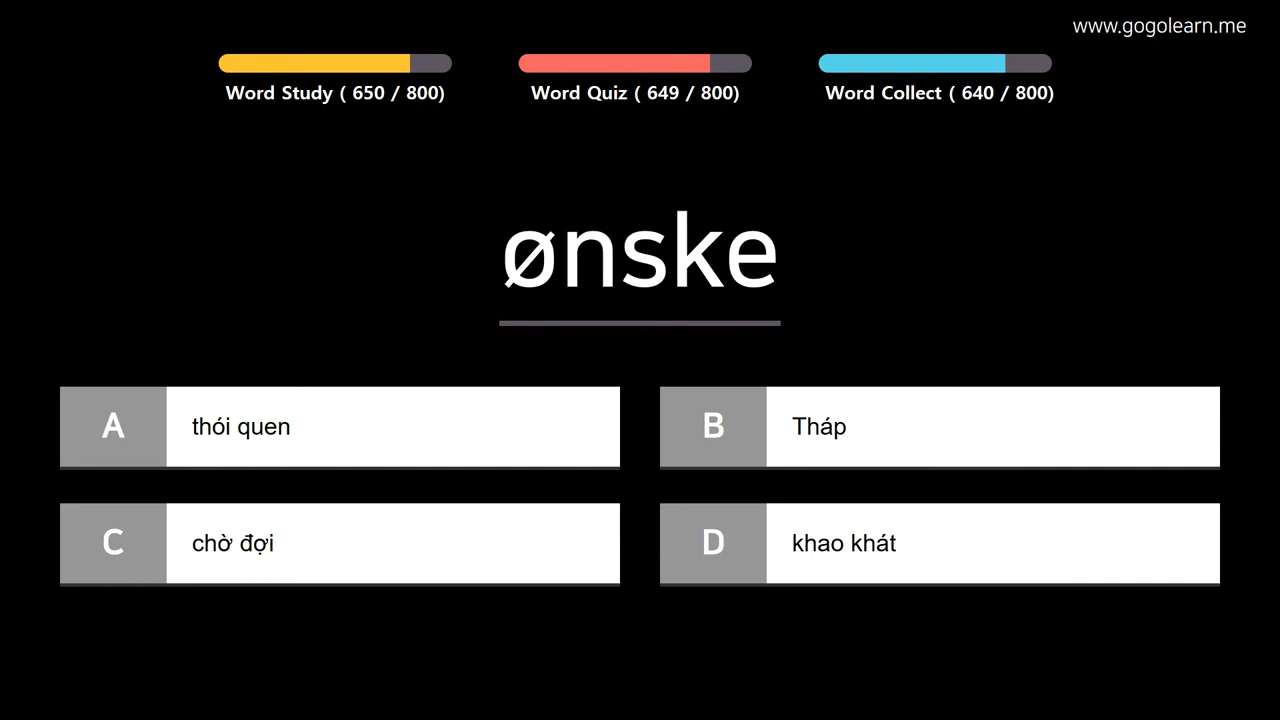 www.gogolearn.me
Word Study ( 650 / 800)
Word Quiz ( 649 / 800)
Word Collect ( 640 / 800)
ønske
A thói quen
B Tháp
C chờ đợi
D khao khát